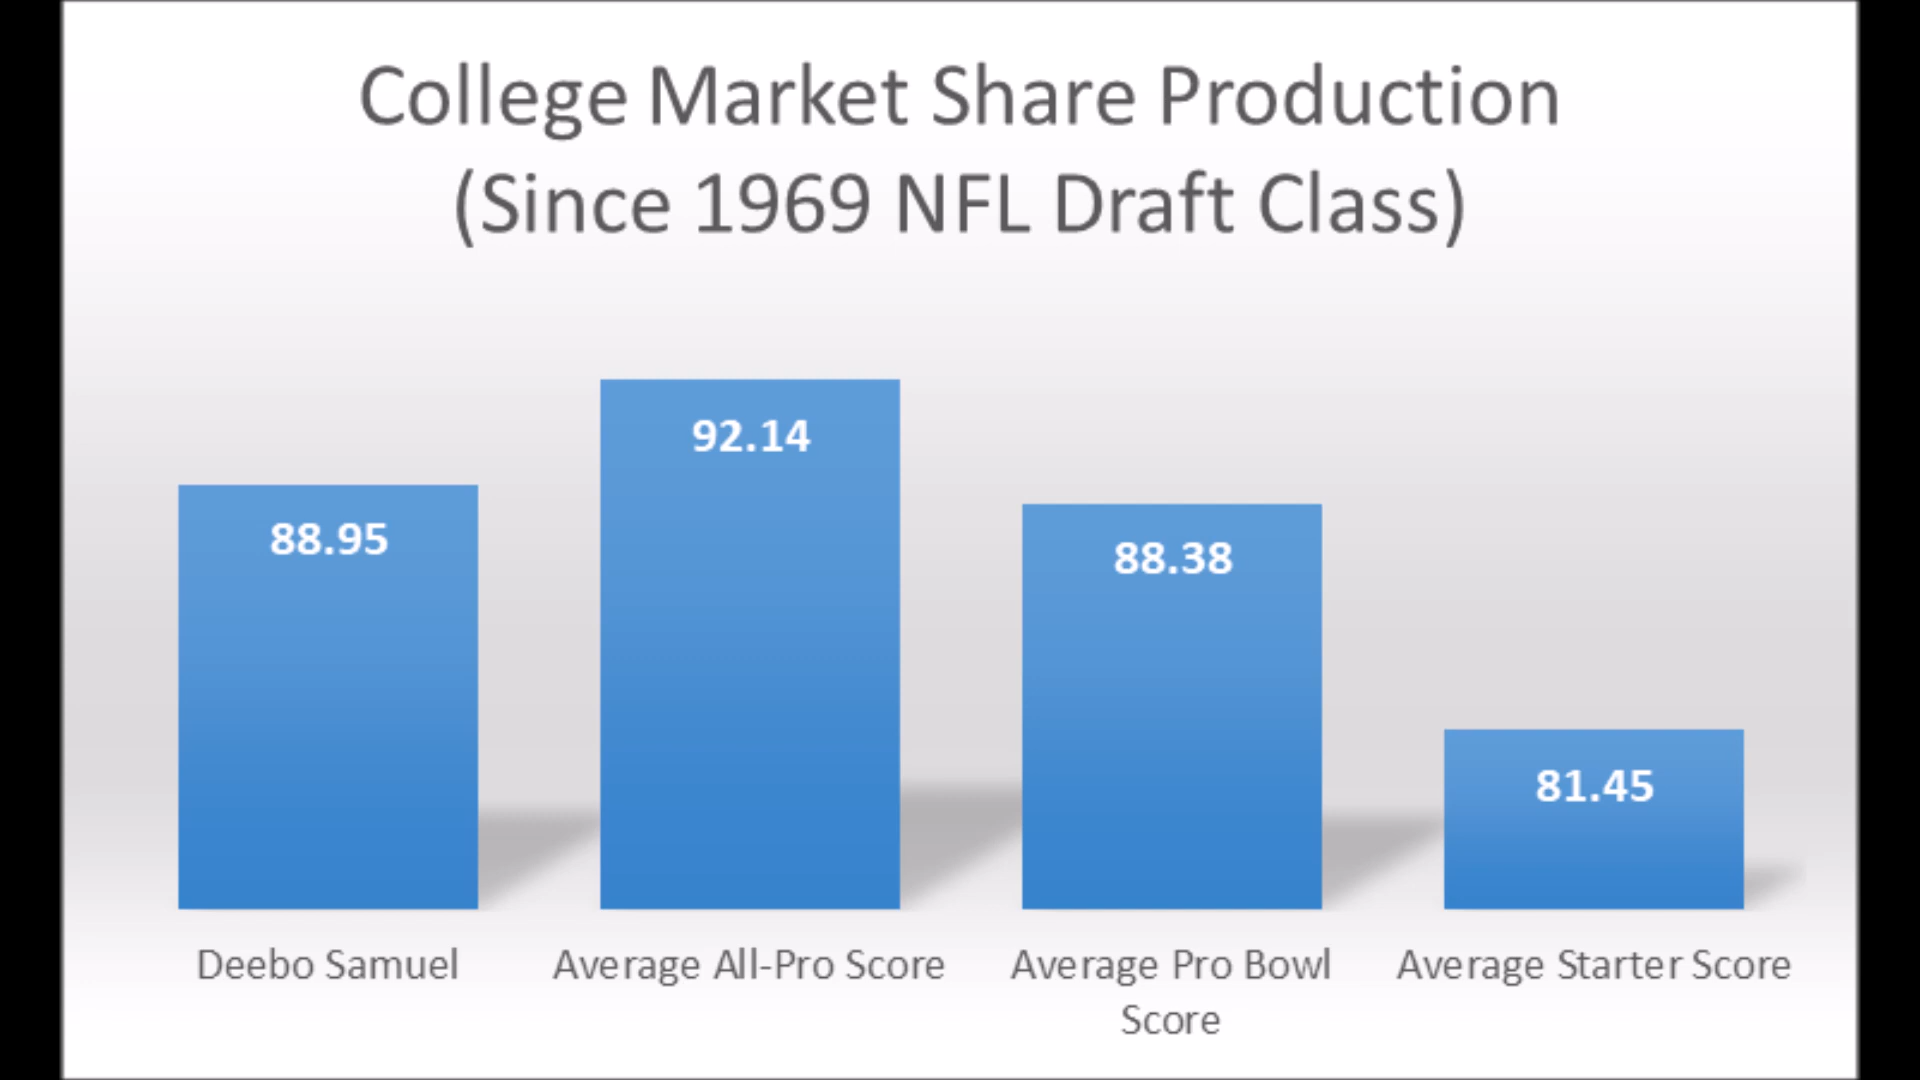 College Market Share Production
(Since 1969 NFL Draft Class)
88.95
92.14
88.38
81.45
Deebo Samuel
Average All-Pro Score
Average Pro Bowl
Score
Average Starter Score